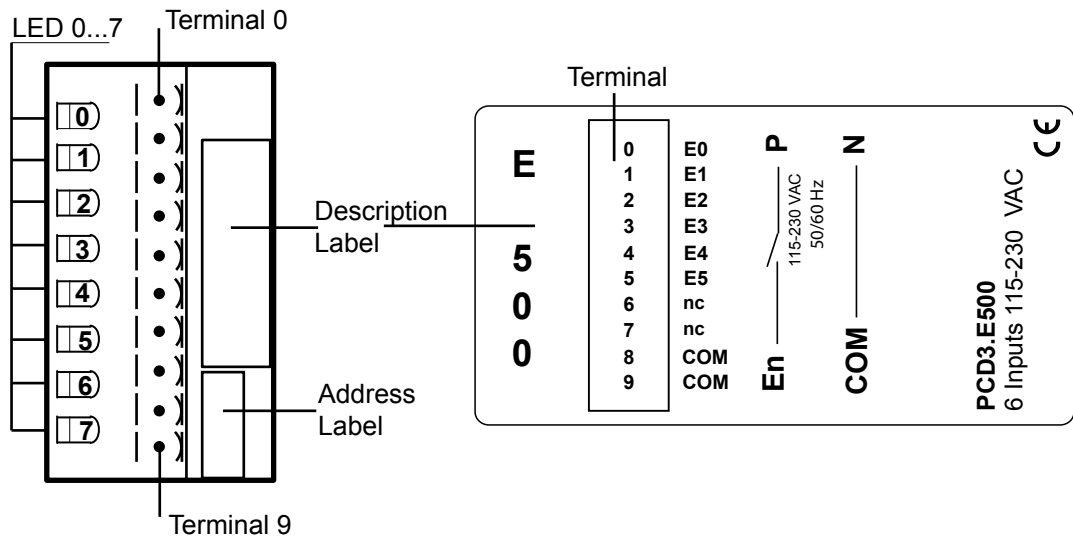 LED 0...7
Terminal 0
0
1
2
3
4
5
6
7
Description
Label
Address
Label
Terminal 9
Terminal
E
5
0
0
0 E0
1 E1
2 E2
3 E3
4 E4
5 E5
6 nc
7 nc
8 COM
9 COM
En P
115-230 VAC
50/60 Hz
COM N
PCD3.E500
6 Inputs 115-230 VAC
CE